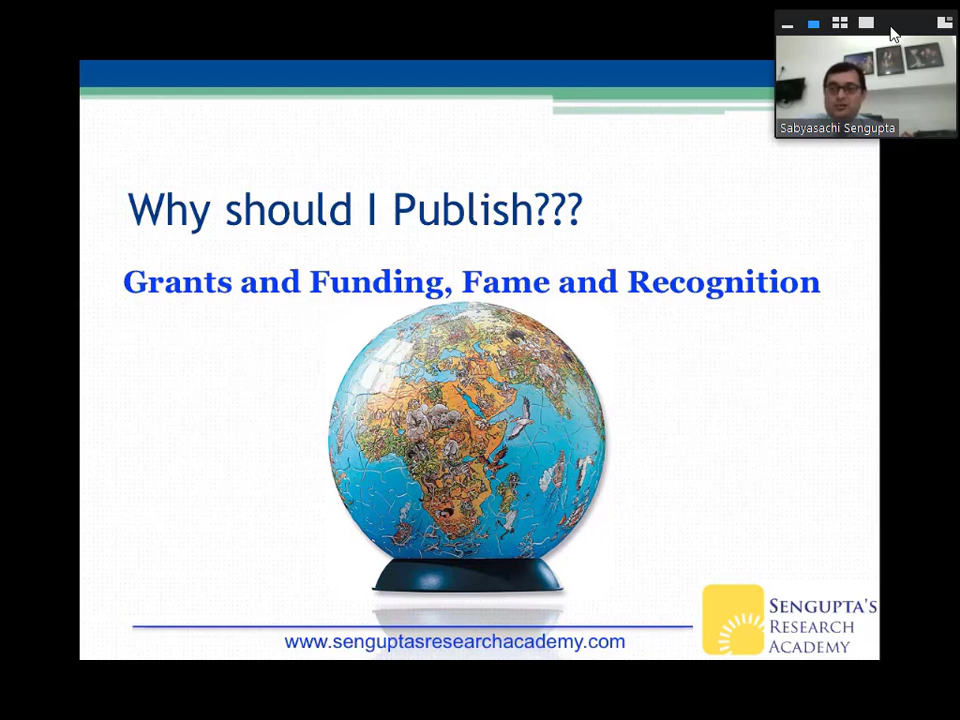 Sabyasachi Sengupta
Why should I Publish???
Grants and Funding, Fame and Recognition
www.senguptasresearchacademy.com
SENGUPTA'S
RESEARCH
ACADEMY